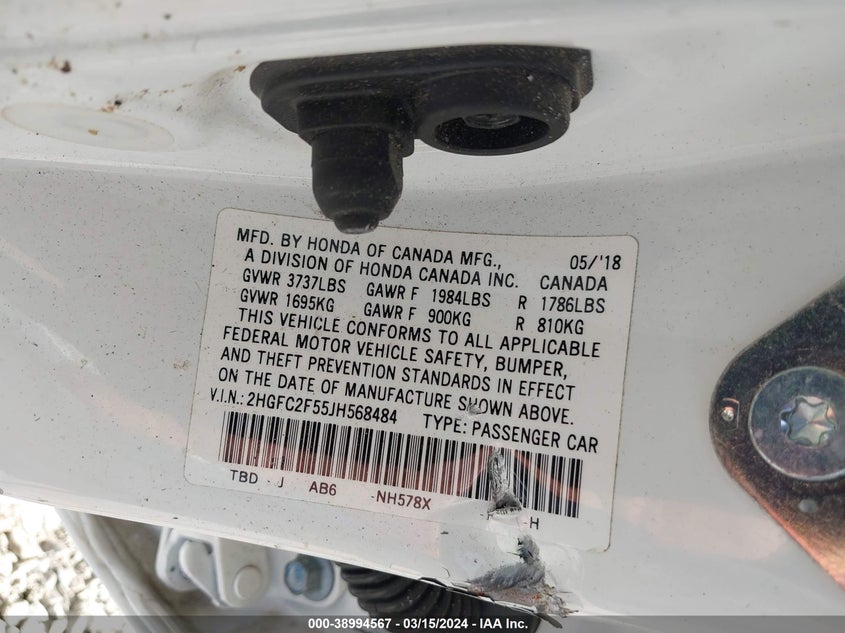 MFD. BY HONDA OF CANADA MFG., 05/'18
A DIVISION OF HONDA CANADA INC. CANADA
GVWR 3737LBS GAWR F 1984LBS R 1786LBS
GVWR 1695KG GAWR F 900KG R 810KG
THIS VEHICLE CONFORMS TO ALL APPLICABLE
FEDERAL MOTOR VEHICLE SAFETY, BUMPER,
AND THEFT PREVENTION STANDARDS IN EFFECT
ON THE DATE OF MANUFACTURE SHOWN ABOVE.
V.I.N.: 2HGFC2F55JH568484 TYPE: PASSENGER CAR
TBD - J AB6 -NH578X -H
000-38994567 - 03/15/2024 - IAA Inc.